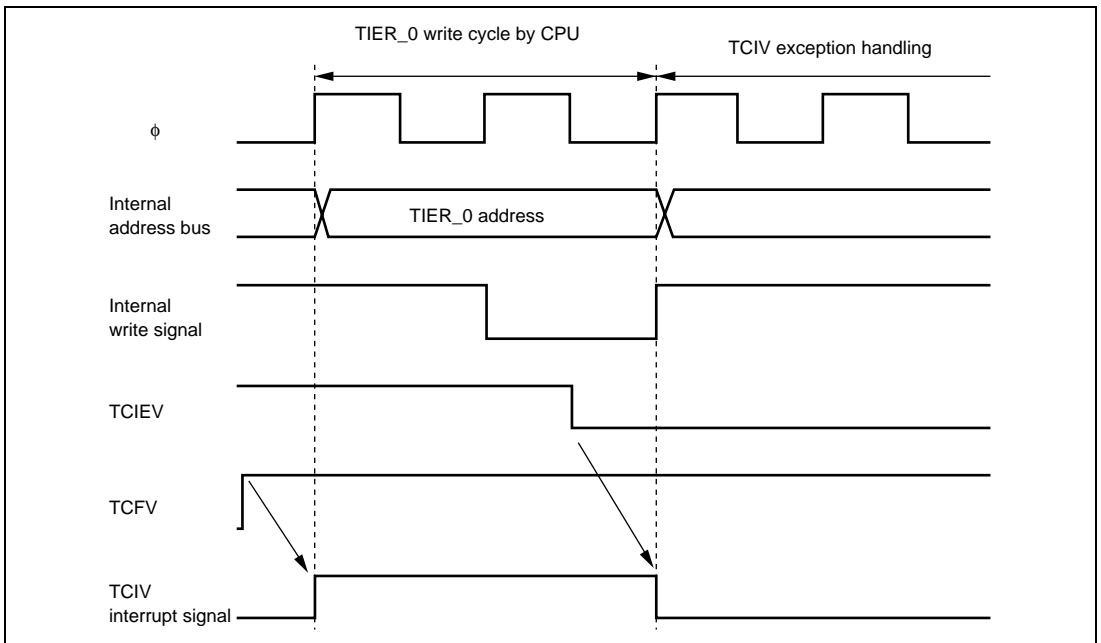 TIER_0 write cycle by CPU
TCIV exception handling
ϕ
Internal
address bus
TIER_0 address
Internal
write signal
TCIEV
TCFV
TCIV
interrupt signal